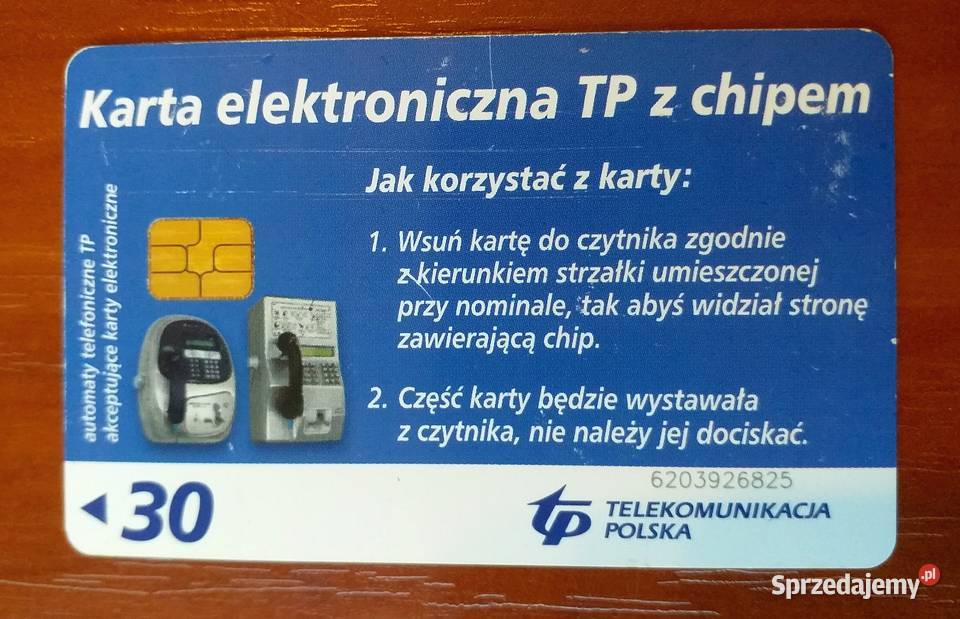 Karta elektroniczna TP z chipem
Jak korzystać z karty:
1. Wsuń kartę do czytnika zgodnie
z kierunkiem strzałki umieszczonej
przy nominale, tak abyś widział stronę
zawierającą chip.
2. Część karty będzie wystawała
z czytnika, nie należy jej dociskać.
automaty telefoniczne TP
akceptujące karty elektroniczne
6203926825
30
tp TELEKOMUNIKACJA
POLSKA
Sprzedajemy.pl